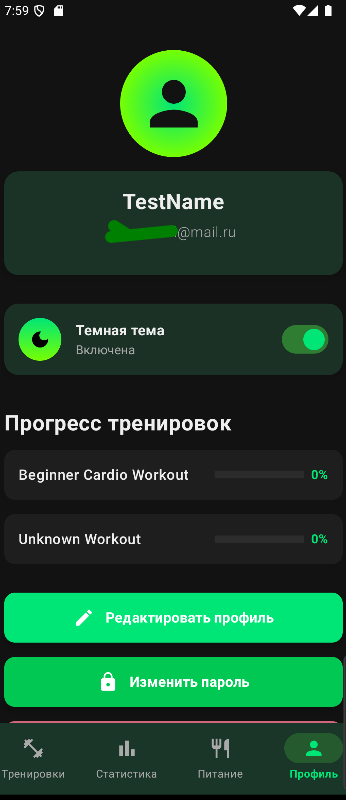 7:59
TestName
@mail.ru
Темная тема
Включена
Прогресс тренировок
Beginner Cardio Workout 0%
Unknown Workout 0%
Редактировать профиль
Изменить пароль
Тренировки Статистика Питание Профиль